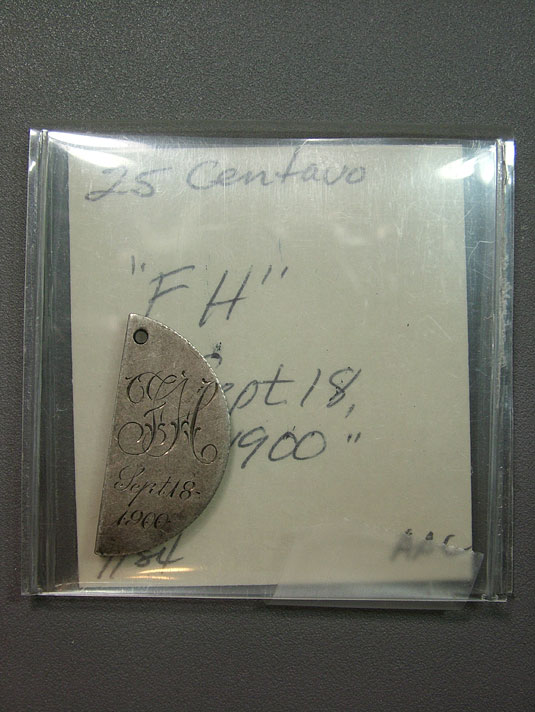 25 Centavo
"FH"
Sept. 18,
1900"
FH
Sept 18-
1900-